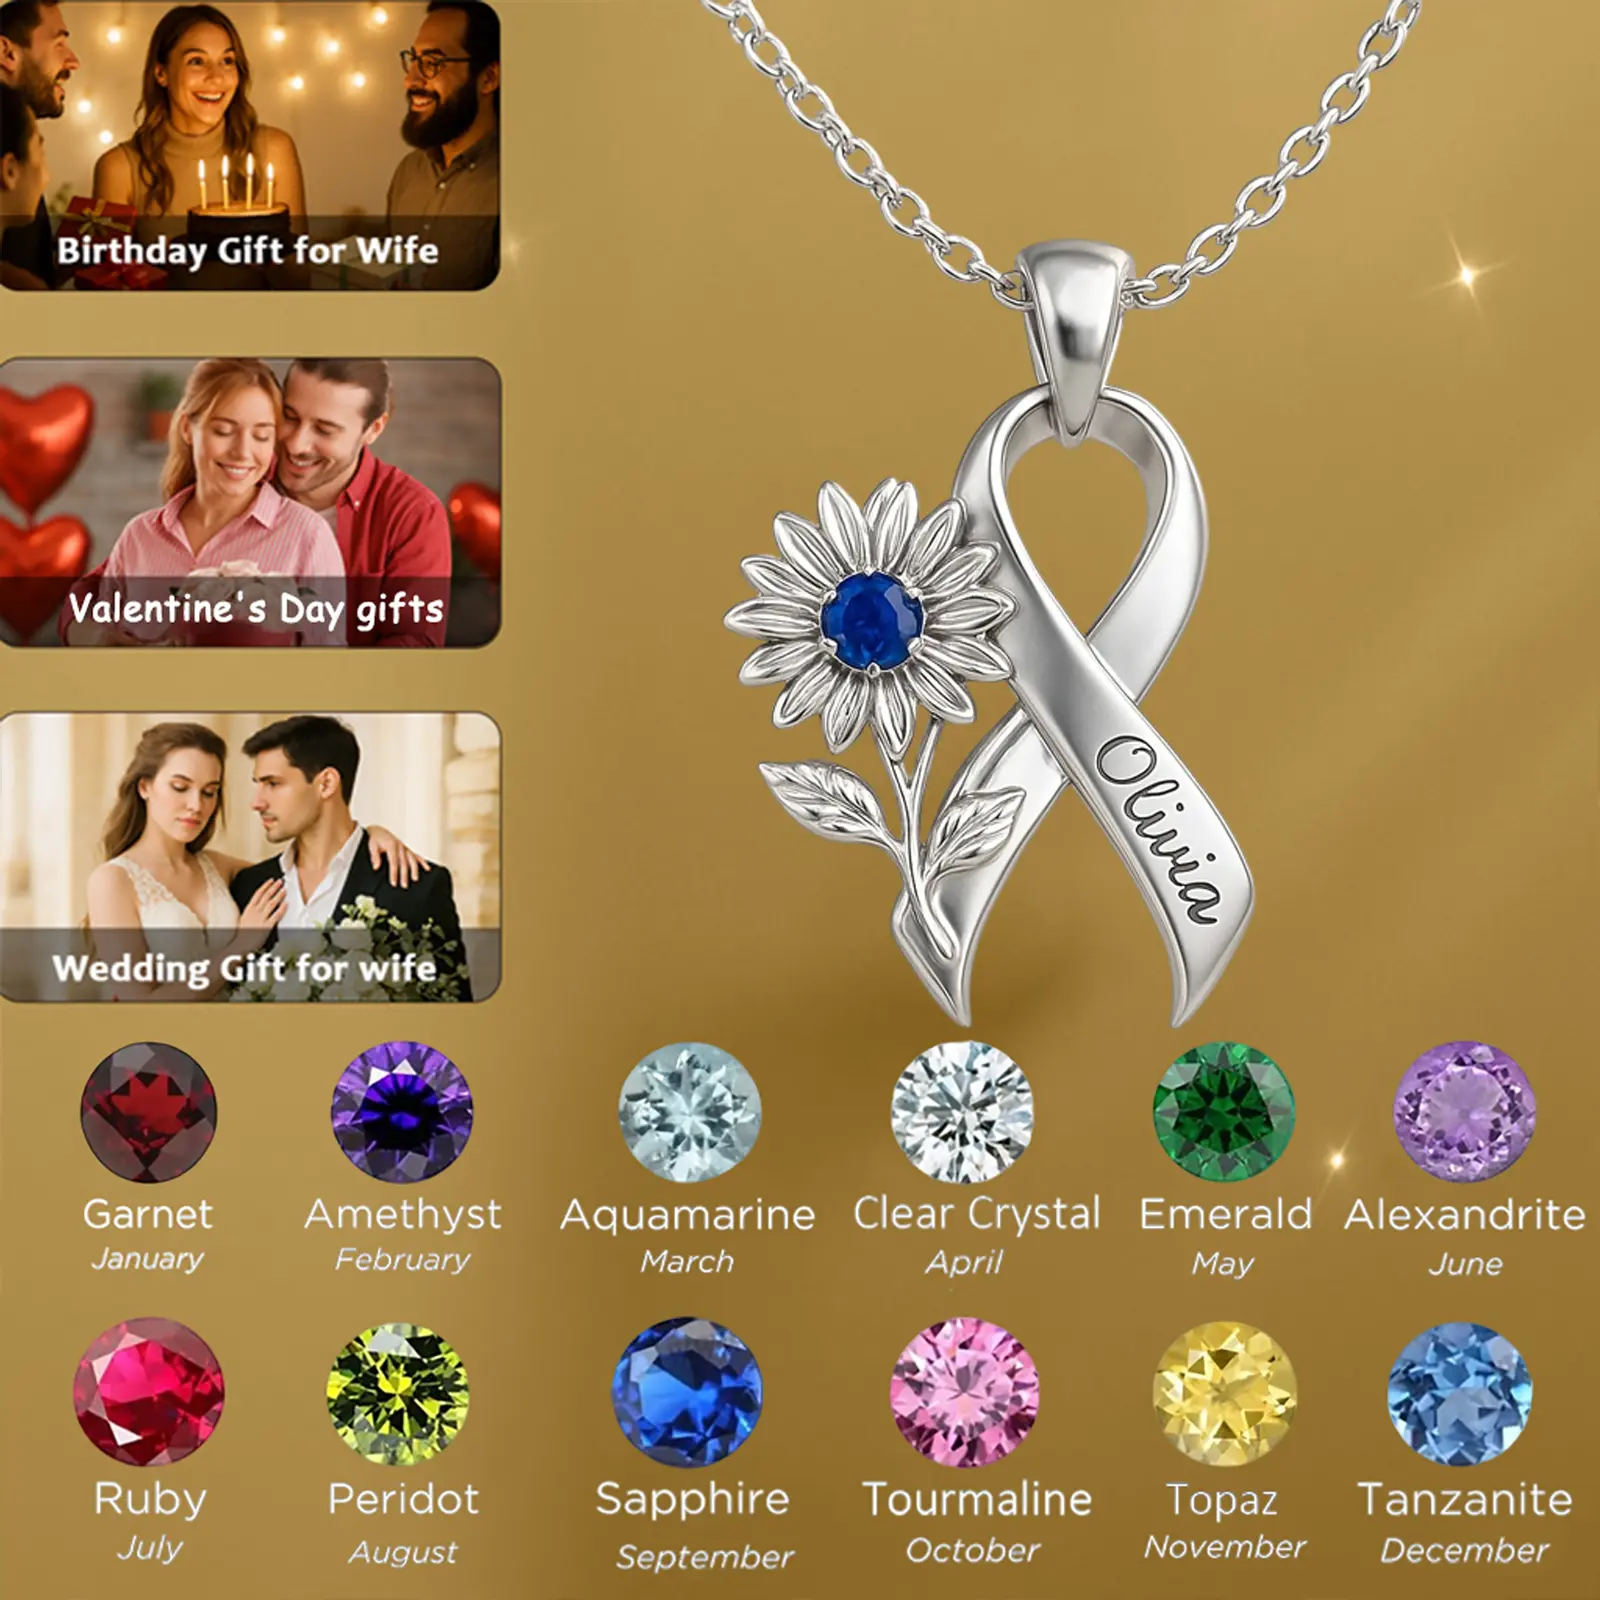 Birthday Gift for Wife
Valentine's Day gifts
Wedding Gift for wife
Olivia
Garnet
January
Amethyst
February
Aquamarine
March
Clear Crystal
April
Emerald
May
Alexandrite
June
Ruby
July
Peridot
August
Sapphire
September
Tourmaline
October
Topaz
November
Tanzanite
December